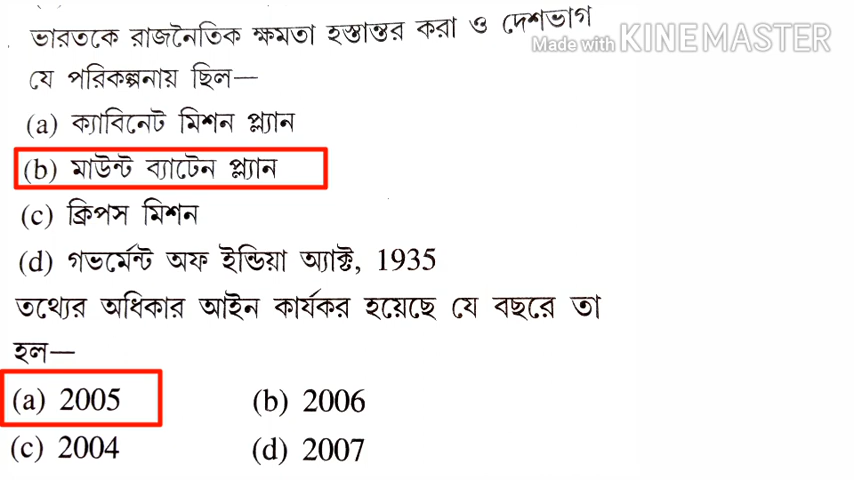 ভারতকে রাজনৈতিক ক্ষমতা হস্তান্তর করা ও দেশভাগ
Made with KINEMASTER
যে পরিকল্পনায় ছিল—
(a) ক্যাবিনেট মিশন প্ল্যান
(b) মাউন্ট ব্যাটেন প্ল্যান
(c) ক্রিপস মিশন
(d) গভর্মেন্ট অফ ইন্ডিয়া অ্যাক্ট, 1935
তথ্যের অধিকার আইন কার্যকর হয়েছে যে বছরে তা
হল—
(a) 2005 (b) 2006
(c) 2004 (d) 2007